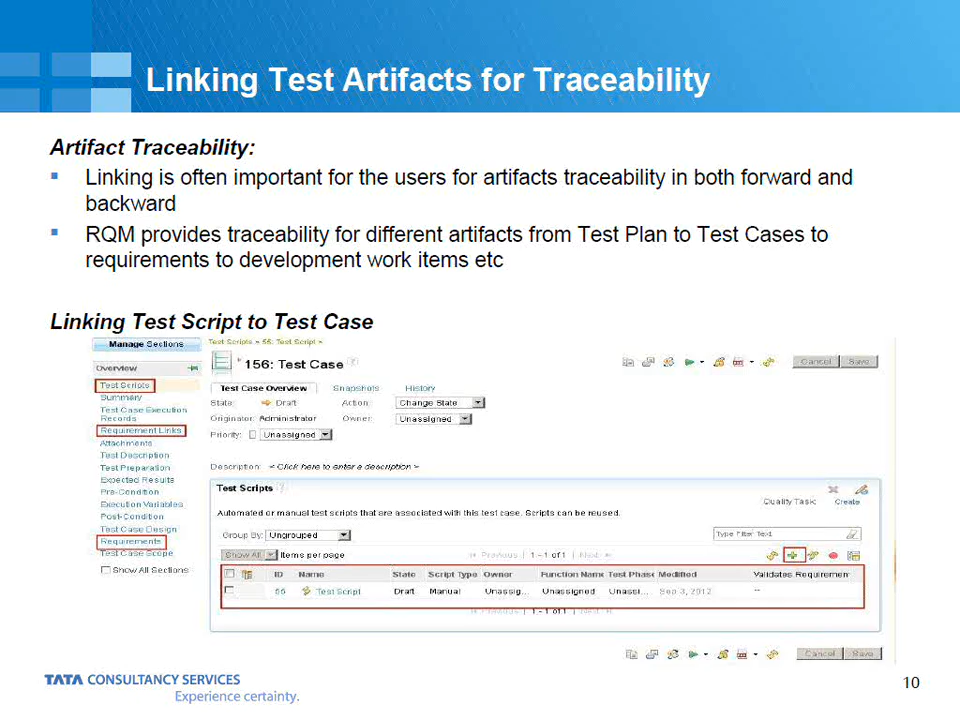 Linking Test Artifacts for Traceability
Artifact Traceability:
Linking is often important for the users for artifacts traceability in both forward and
backward
RQM provides traceability for different artifacts from Test Plan to Test Cases to
requirements to development work items etc
Linking Test Script to Test Case
Manage Sections
Overview
Test Scripts
Summary
Test Case Execution
Records
Requirement Links
Attachments
Test Description
Test Preparation
Expected Results
Pre-Condition
Execution Variables
Post-Condition
Test Case Design
Requirements
Test Case Scope
Show All Sections
Test Scripts > 56: Test Script >
* 156: Test Case ?
Cancel Save
Test Case Overview Snapshots History
State: Draft Action: Change State
Originator: Administrator Owner: Unassigned
Priority: Unassigned
Description: < Click here to enter a description >
Test Scripts ?
Quality Task: Create
Automated or manual test scripts that are associated with this test case. Scripts can be reused.
Group By: Ungrouped Type Filter Text
Show All Items per page Previous | 1 - 1 of 1 | Next
ID Name State Script Type Owner Function Name Test Phase Modified Validates Requirement
56 Test Script Draft Manual Unassig... Unassigned Unassi... Sep 3, 2012 --
Previous | 1 - 1 of 1 | Next
Cancel Save
TATA CONSULTANCY SERVICES
Experience certainty.
10